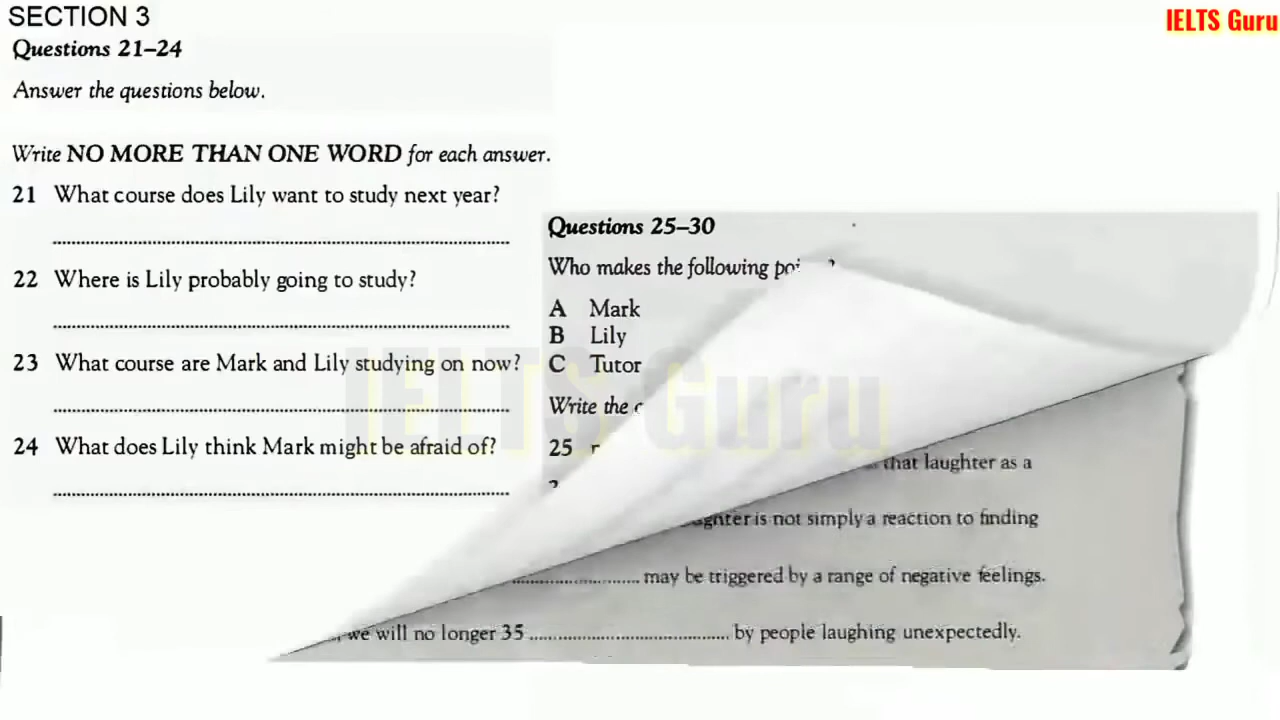 SECTION 3
IELTS Guru
Questions 21–24
Answer the questions below.
Write NO MORE THAN ONE WORD for each answer.
21 What course does Lily want to study next year?
22 Where is Lily probably going to study?
23 What course are Mark and Lily studying on now?
24 What does Lily think Mark might be afraid of?
Questions 25–30
Who makes the following
A Mark
B Lily
C Tutor
Write the
25
that laughter as a
is not simply a reaction to finding
.......................... may be triggered by a range of negative feelings.
we will no longer 35 .......................................... by people laughing unexpectedly.
IELTS Guru